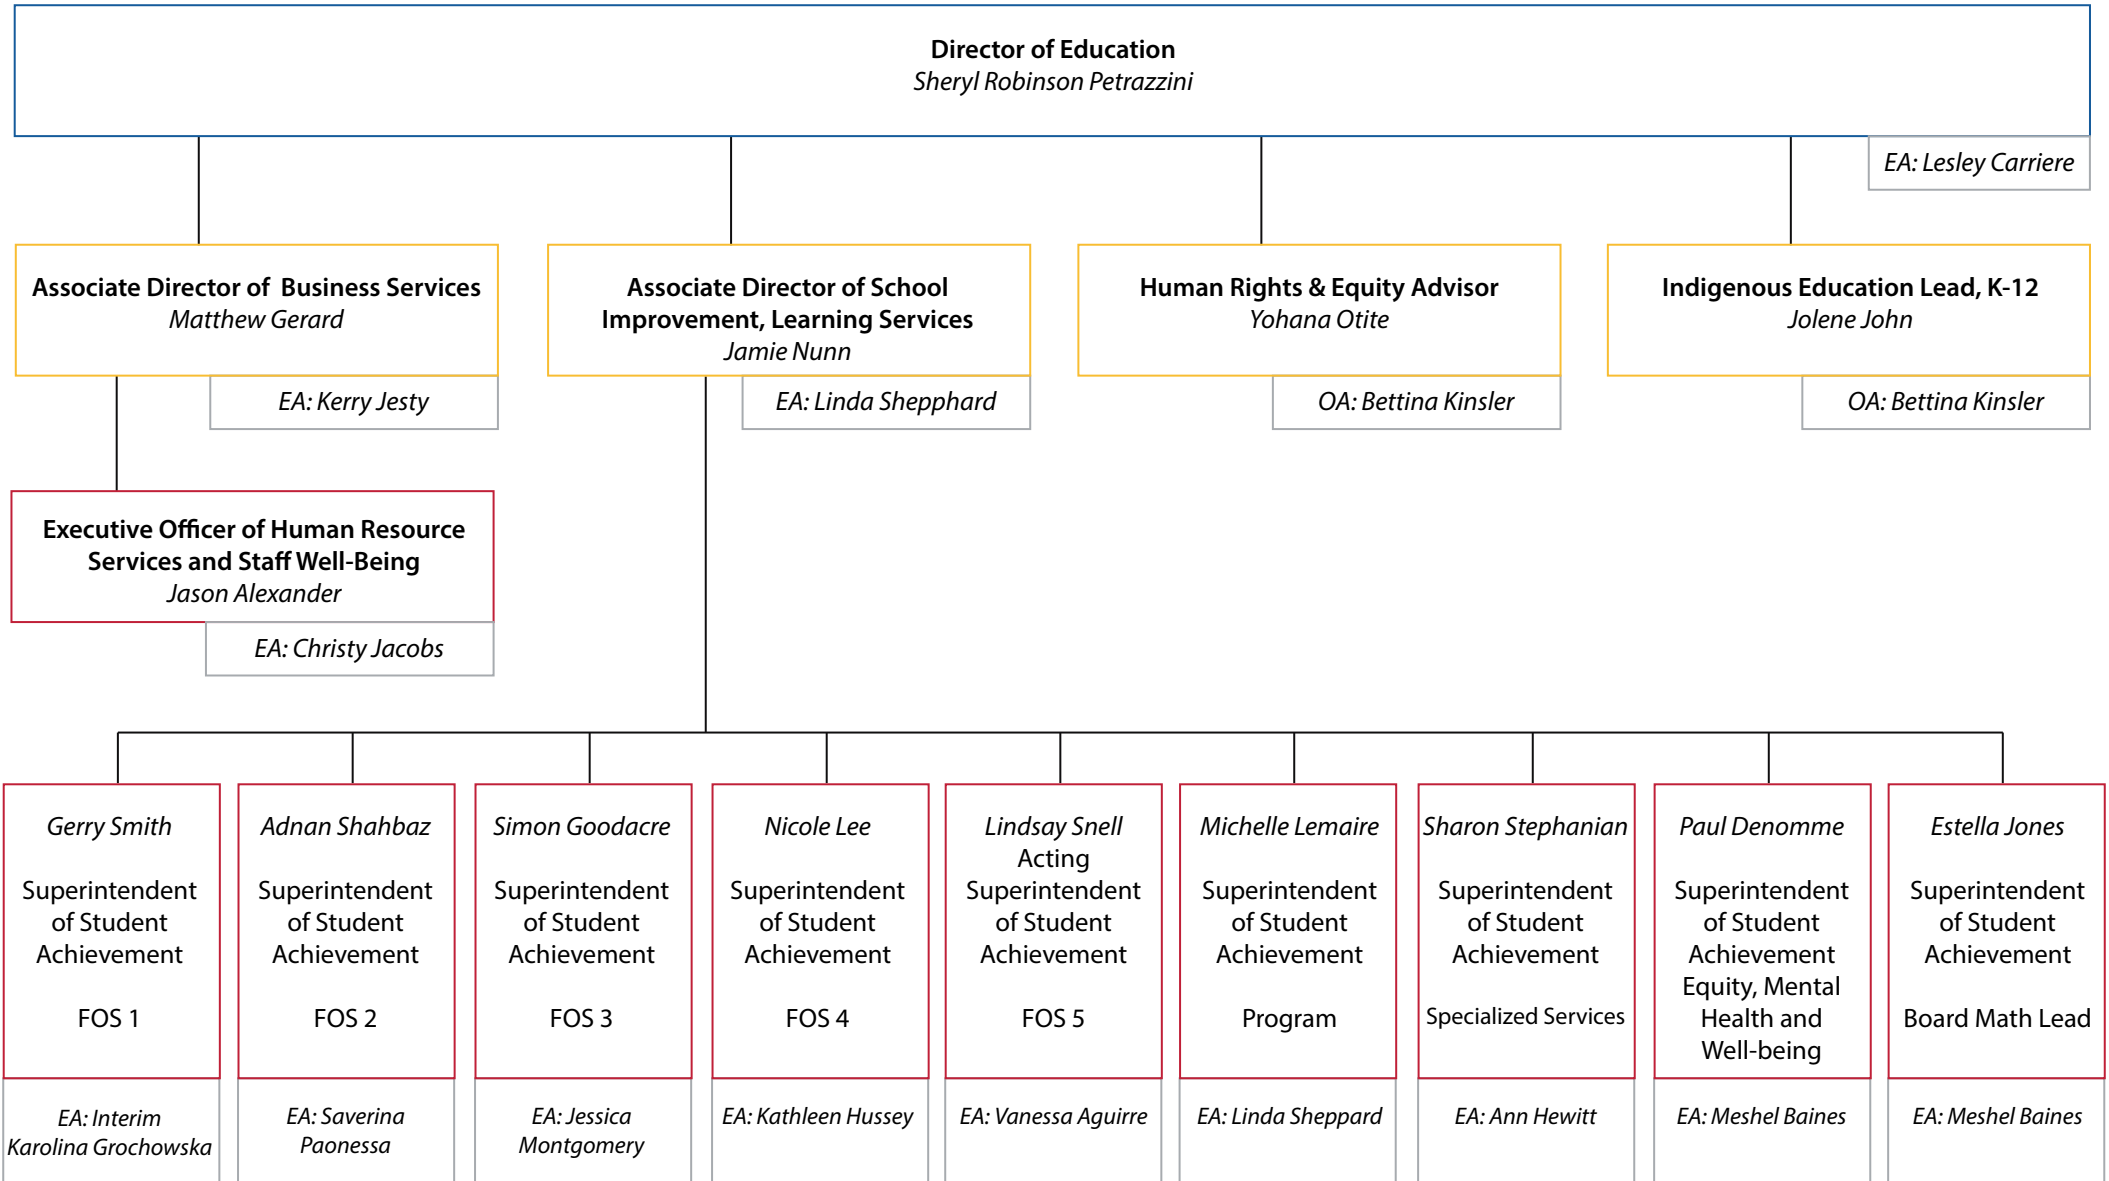 Director of Education
Sheryl Robinson Petrazzini
EA: Lesley Carriere
Associate Director of  Business Services
Matthew Gerard
EA: Kerry Jesty
Associate Director of School
Improvement, Learning Services
Jamie Nunn
EA: Linda Shepphard
Human Rights & Equity Advisor
Yohana Otite
OA: Bettina Kinsler
Indigenous Education Lead, K-12
Jolene John
OA: Bettina Kinsler
Executive Officer of Human Resource
Services and Staff Well-Being
Jason Alexander
EA: Christy Jacobs
Gerry Smith
Superintendent
of Student
Achievement
FOS 1
EA: Interim
Karolina Grochowska
Adnan Shahbaz
Superintendent
of Student
Achievement
FOS 2
EA: Saverina
Paonessa
Simon Goodacre
Superintendent
of Student
Achievement
FOS 3
EA: Jessica
Montgomery
Nicole Lee
Superintendent
of Student
Achievement
FOS 4
EA: Kathleen Hussey
Lindsay Snell
Acting
Superintendent
of Student
Achievement
FOS 5
EA: Vanessa Aguirre
Michelle Lemaire
Superintendent
of Student
Achievement
Program
EA: Linda Sheppard
Sharon Stephanian
Superintendent
of Student
Achievement
Specialized Services
EA: Ann Hewitt
Paul Denomme
Superintendent
of Student
Achievement
Equity, Mental
Health and
Well-being
EA: Meshel Baines
Estella Jones
Superintendent
of Student
Achievement
Board Math Lead
EA: Meshel Baines